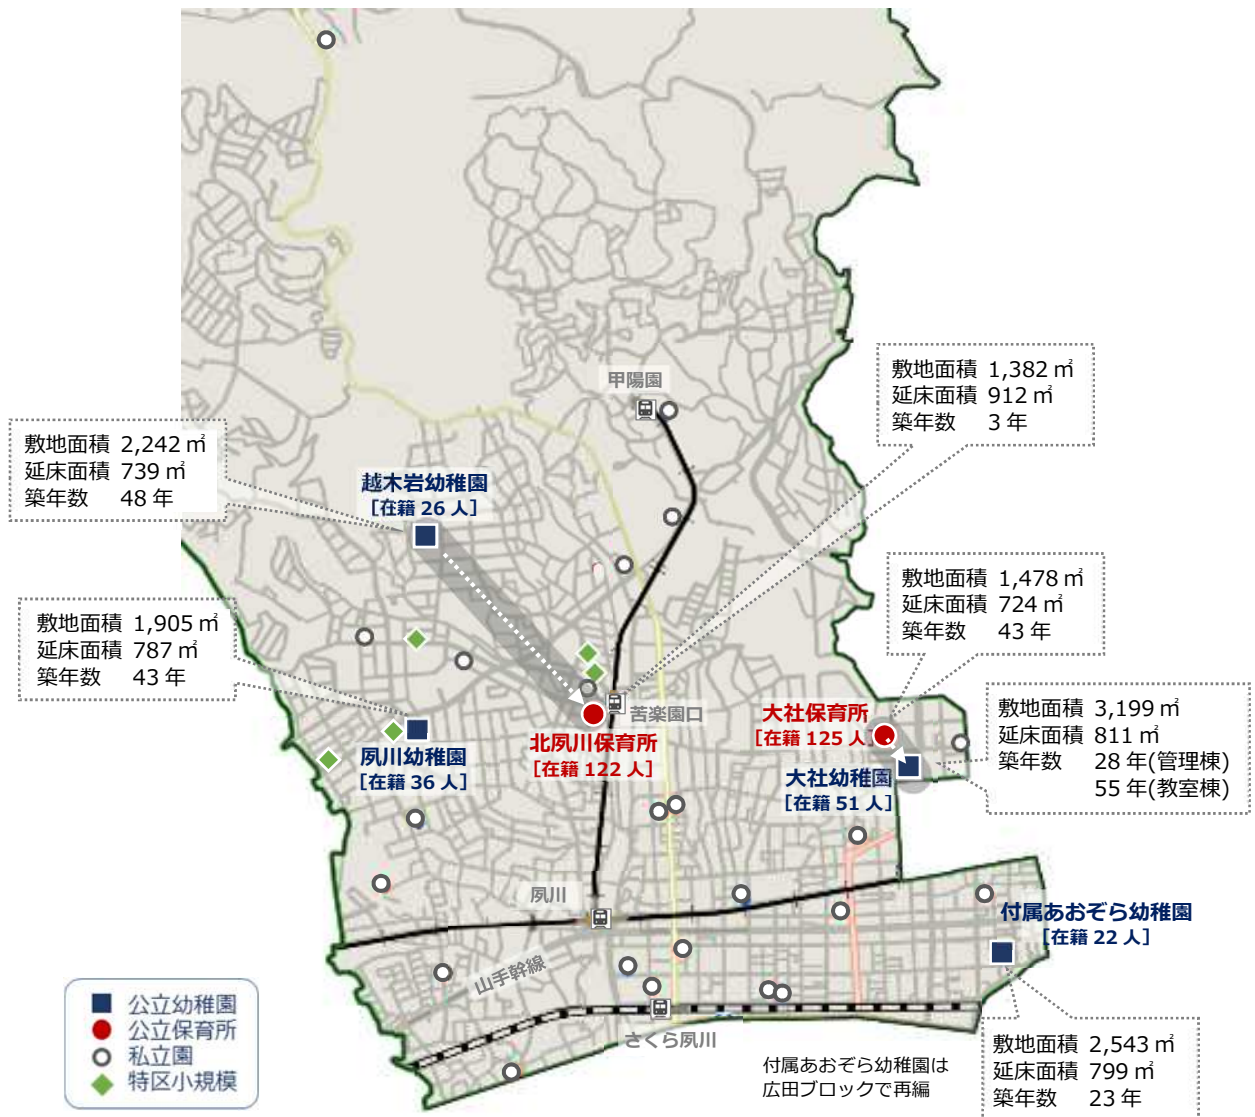 甲陽園
敷地面積 1,382 ㎡
延床面積 912 ㎡
築年数 3 年
敷地面積 2,242 ㎡
延床面積 739 ㎡
築年数 48 年
越木岩幼稚園
［在籍 26 人］
敷地面積 1,478 ㎡
延床面積 724 ㎡
築年数 43 年
敷地面積 1,905 ㎡
延床面積 787 ㎡
築年数 43 年
苦楽園口
大社保育所
［在籍 125 人］
敷地面積 3,199 ㎡
延床面積 811 ㎡
築年数 28 年(管理棟)
55 年(教室棟)
夙川幼稚園
［在籍 36 人］
北夙川保育所
［在籍 122 人］
大社幼稚園
［在籍 51 人］
夙川
付属あおぞら幼稚園
［在籍 22 人］
山手幹線
さくら夙川
公立幼稚園
公立保育所
私立園
特区小規模
付属あおぞら幼稚園は
広田ブロックで再編
敷地面積 2,543 ㎡
延床面積 799 ㎡
築年数 23 年